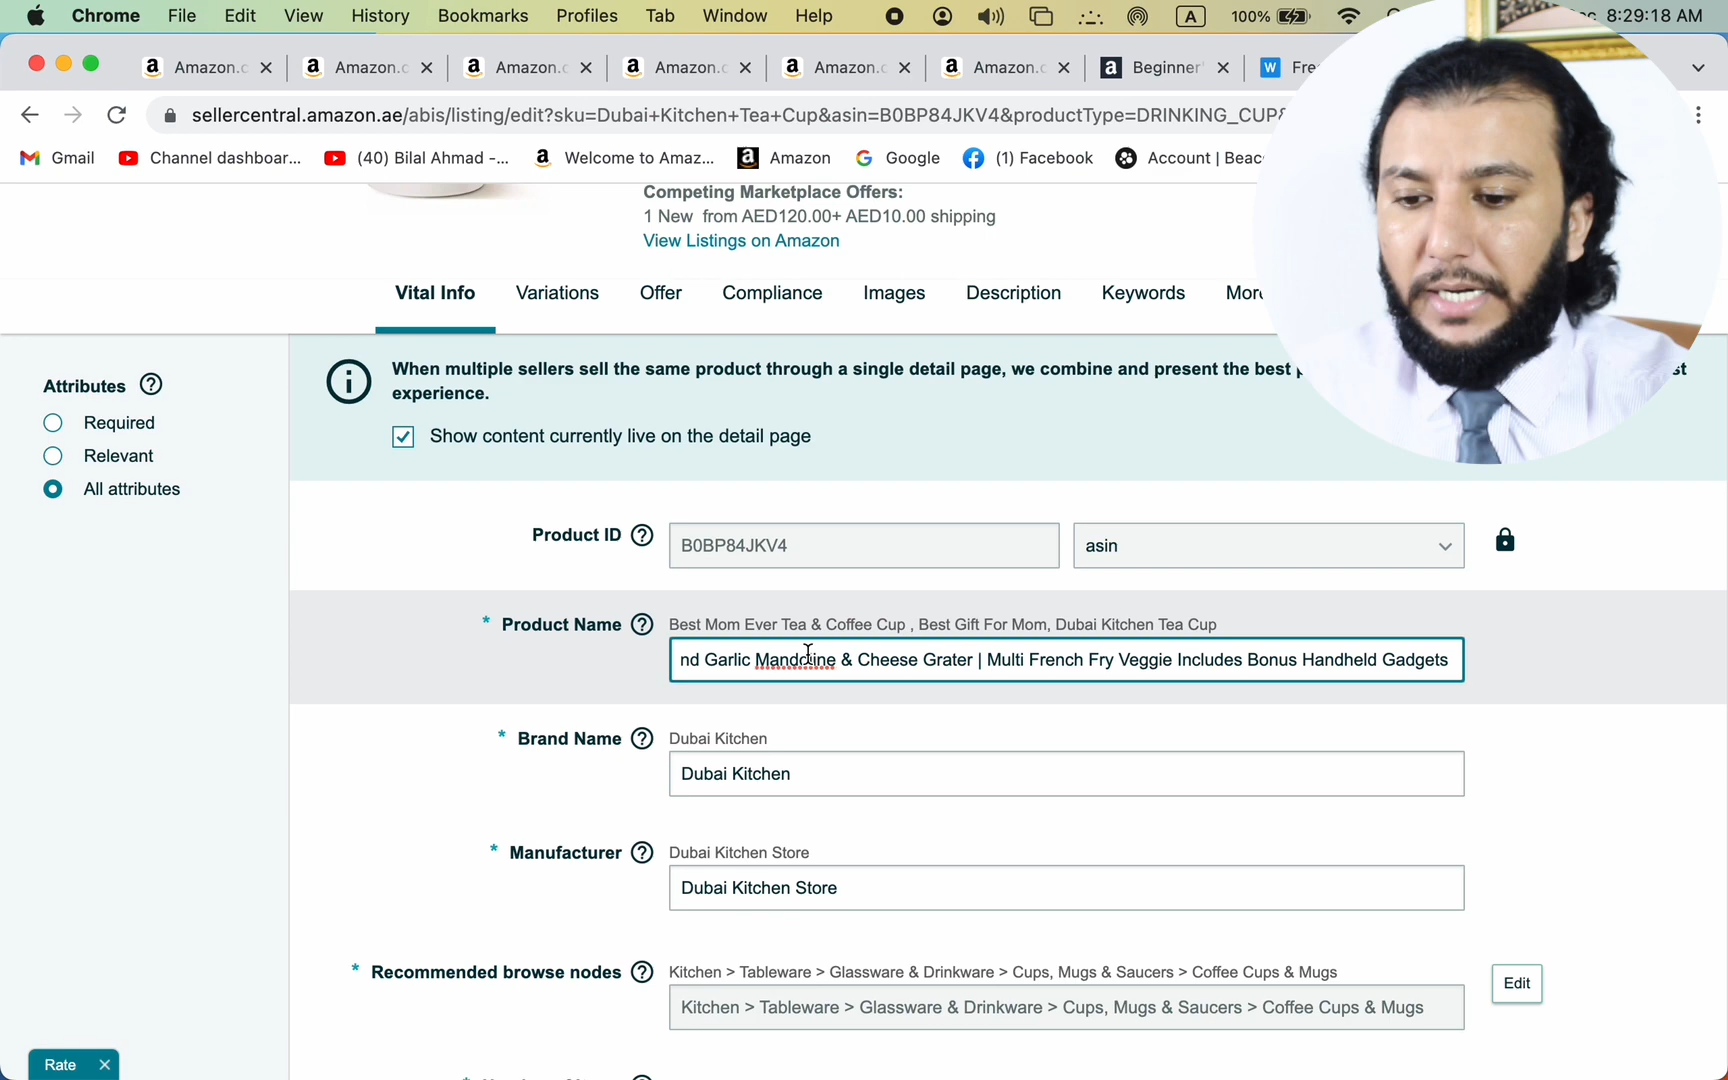 Chrome File Edit View History Bookmarks Profiles Tab Window Help A 100% 8:29:18 AM
Amazon.c Amazon.c Amazon.c Amazon.c Amazon.c Amazon.c Beginner' W Fre
sellercentral.amazon.ae/abis/listing/edit?sku=Dubai+Kitchen+Tea+Cup&asin=B0BP84JKV4&productType=DRINKING_CUP&
Gmail Channel dashboar... (40) Bilal Ahmad -... Welcome to Amaz... Amazon Google (1) Facebook Account | Beac
Competing Marketplace Offers:
1 New from AED120.00+ AED10.00 shipping
View Listings on Amazon
Vital Info Variations Offer Compliance Images Description Keywords More
Attributes ?
Required
Relevant
All attributes
When multiple sellers sell the same product through a single detail page, we combine and present the best
experience.
Show content currently live on the detail page
Product ID ? B0BP84JKV4 asin
* Product Name ? Best Mom Ever Tea & Coffee Cup , Best Gift For Mom, Dubai Kitchen Tea Cup
nd Garlic Mandoline & Cheese Grater | Multi French Fry Veggie Includes Bonus Handheld Gadgets
* Brand Name ? Dubai Kitchen
Dubai Kitchen
* Manufacturer ? Dubai Kitchen Store
Dubai Kitchen Store
* Recommended browse nodes ? Kitchen > Tableware > Glassware & Drinkware > Cups, Mugs & Saucers > Coffee Cups & Mugs
Kitchen > Tableware > Glassware & Drinkware > Cups, Mugs & Saucers > Coffee Cups & Mugs
Edit
Rate